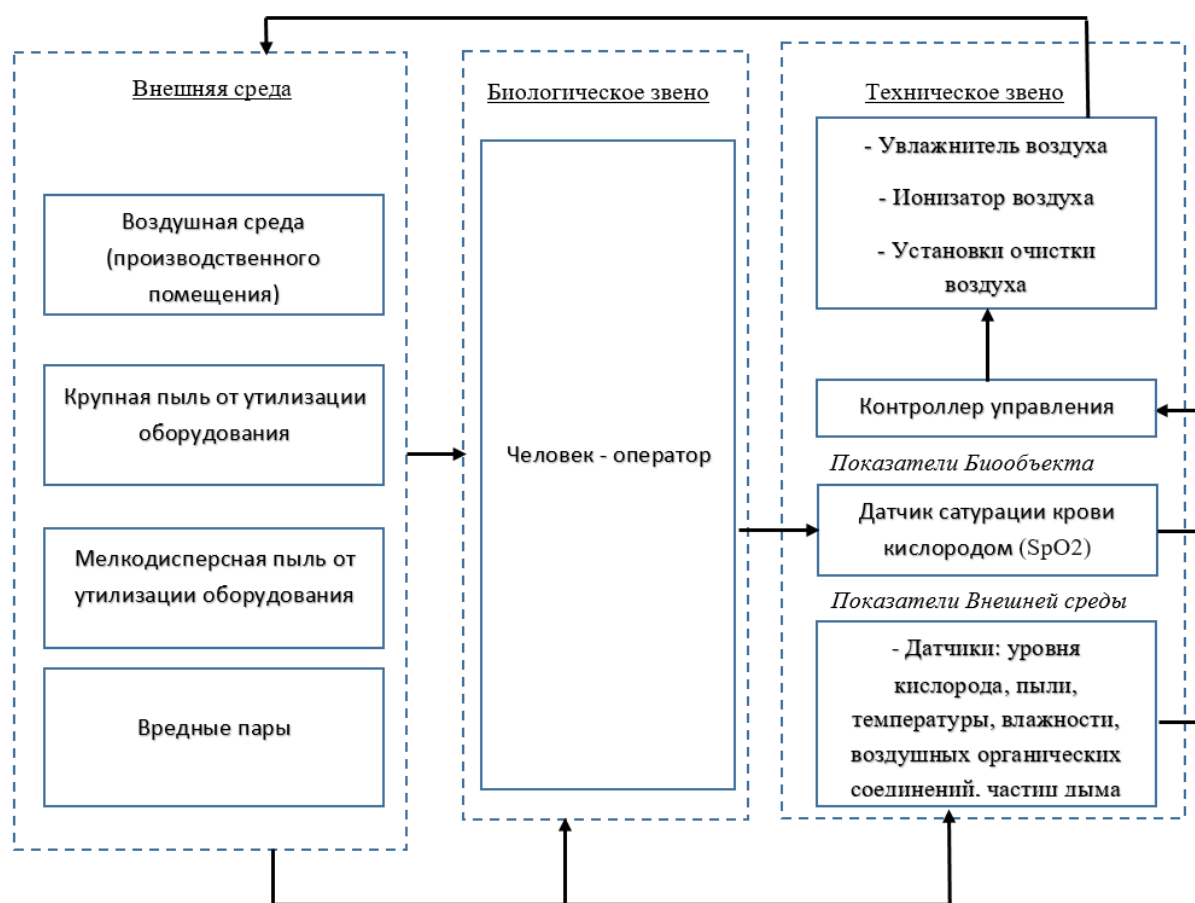 Внешняя среда
Воздушная среда
(производственного
помещения)
Крупная пыль от утилизации
оборудования
Мелкодисперсная пыль от
утилизации оборудования
Вредные пары
Биологическое звено
Человек - оператор
Техническое звено
- Увлажнитель воздуха
- Ионизатор воздуха
- Установки очистки
воздуха
Контроллер управления
Показатели Биообъекта
Датчик сатурации крови
кислородом (SpO2)
Показатели Внешней среды
- Датчики: уровня
кислорода, пыли,
температуры, влажности,
воздушных органических
соединений, частиц дыма